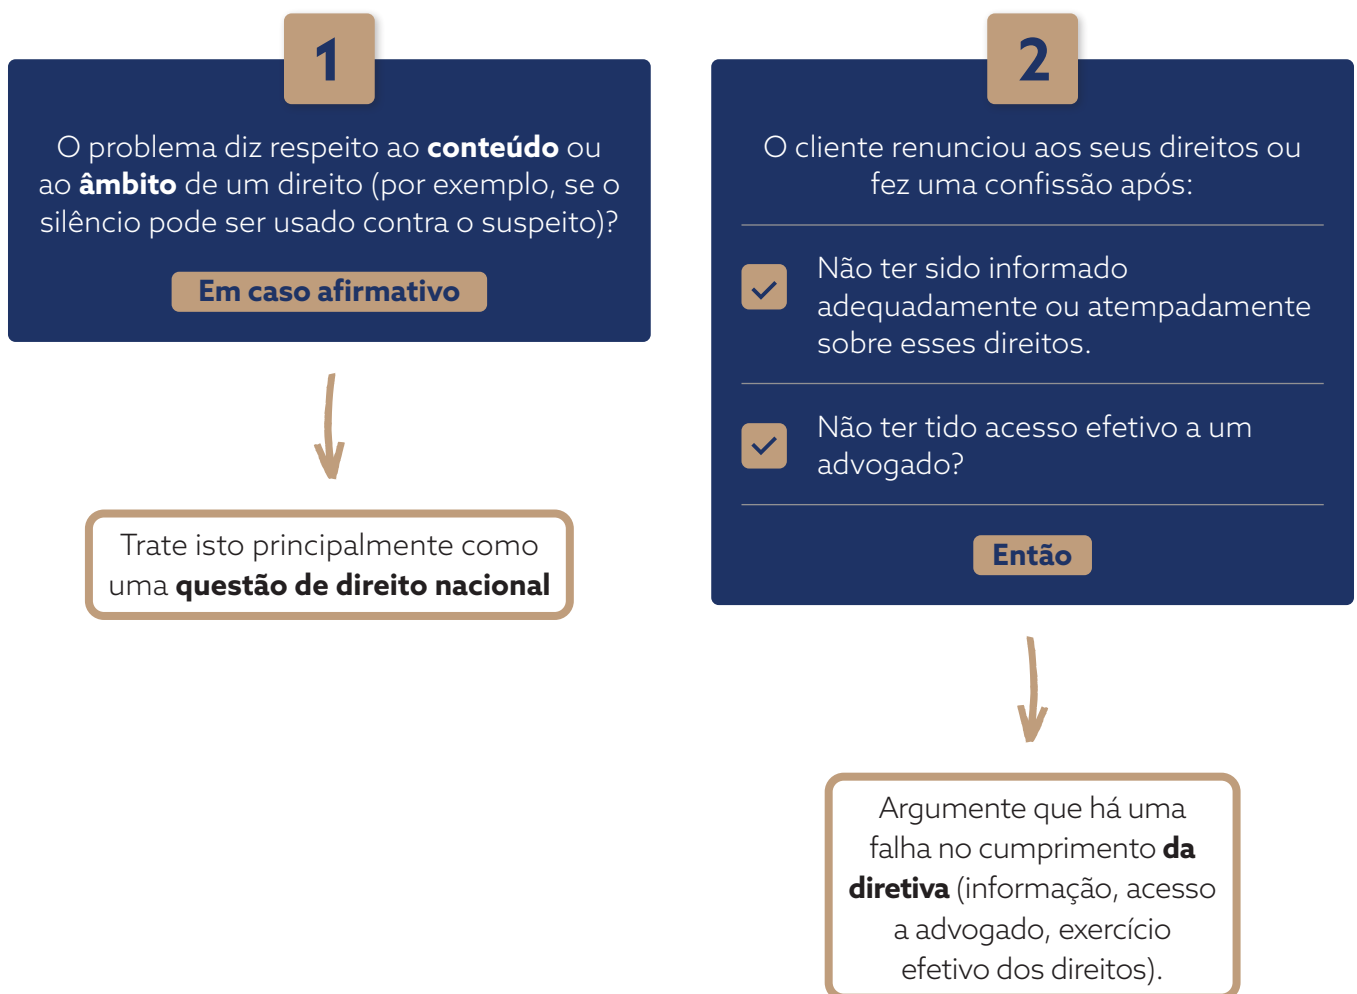 1
O problema diz respeito ao conteúdo ou
ao âmbito de um direito (por exemplo, se o
silêncio pode ser usado contra o suspeito)?
Em caso afirmativo
Trate isto principalmente como
uma questão de direito nacional
2
O cliente renunciou aos seus direitos ou
fez uma confissão após:
Não ter sido informado
adequadamente ou atempadamente
sobre esses direitos.
Não ter tido acesso efetivo a um
advogado?
Então
Argumente que há uma
falha no cumprimento da
diretiva (informação, acesso
a advogado, exercício
efetivo dos direitos).